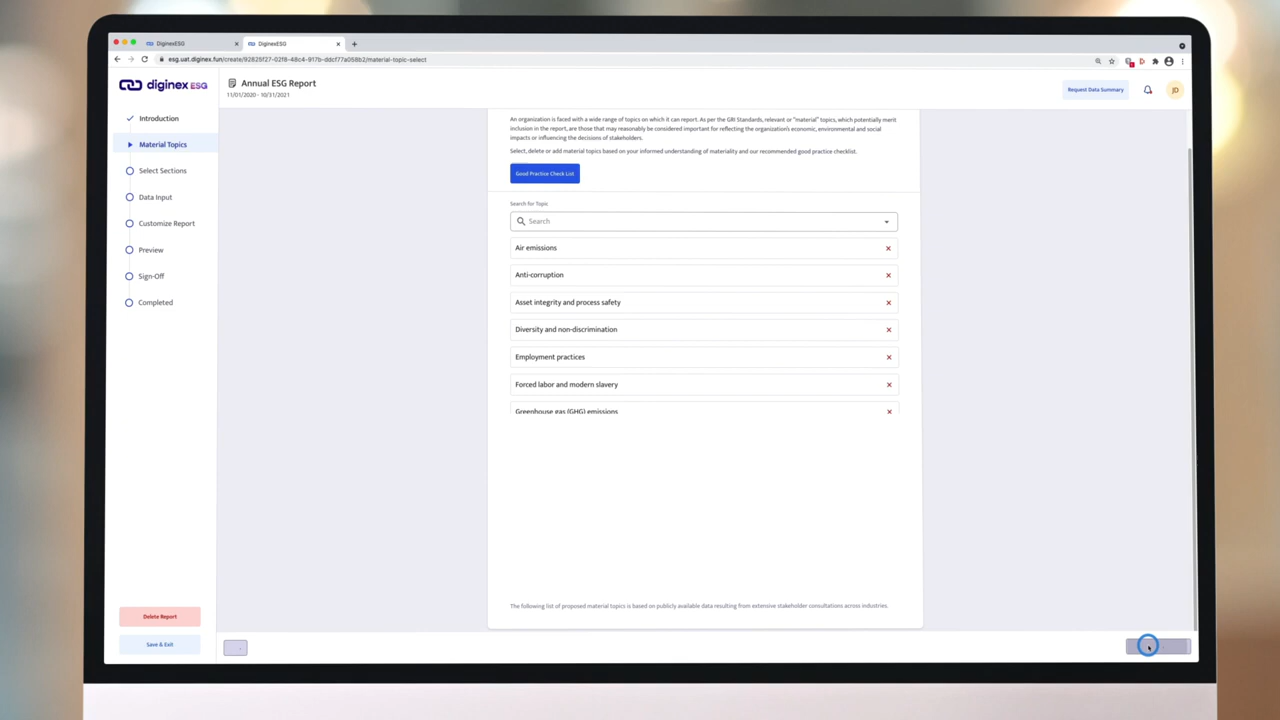 DiginexESG
DiginexESG
esg.uat.diginex.fun/create/92825f27-02f8-48c4-917b-ddcf77a058b2/material-topic-select
diginex ESG
Annual ESG Report
11/01/2020 - 10/31/2021
Request Data Summary
JD
Introduction
Material Topics
Select Sections
Data Input
Customize Report
Preview
Sign-Off
Completed
Delete Report
Save & Exit
An organization is faced with a wide range of topics on which it can report. As per the GRI Standards, relevant or "material" topics, which potentially merit
inclusion in the report, are those that may reasonably be considered important for reflecting the organization's economic, environmental and social
impacts or influencing the decisions of stakeholders.
Select, delete or add material topics based on your informed understanding of materiality and our recommended good practice checklist.
Good Practice Check List
Search for Topic
Search
Air emissions
Anti-corruption
Asset integrity and process safety
Diversity and non-discrimination
Employment practices
Forced labor and modern slavery
Greenhouse gas (GHG) emissions
The following list of proposed material topics is based on publicly available data resulting from extensive stakeholder consultations across industries.